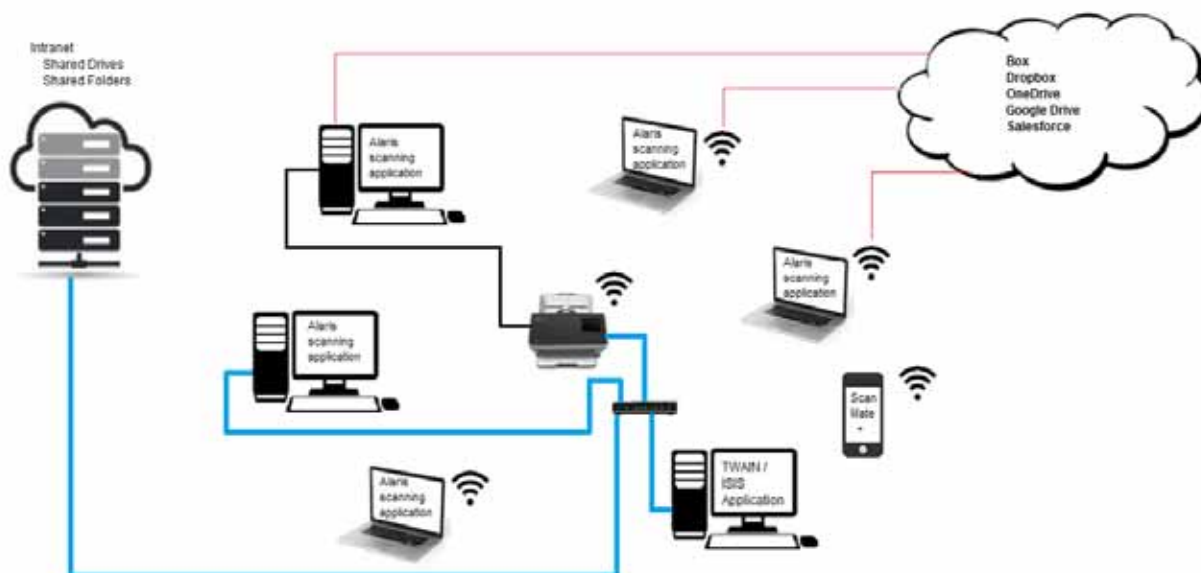 Intranet
Shared Drives
Shared Folders
Box
Dropbox
OneDrive
Google Drive
Salesforce
Alaris
scanning
application
Alaris
scanning
application
Alaris
scanning
application
Alaris
scanning
application
Scan
Mate
+
Alaris
scanning
application
TWAIN /
ISIS
Application